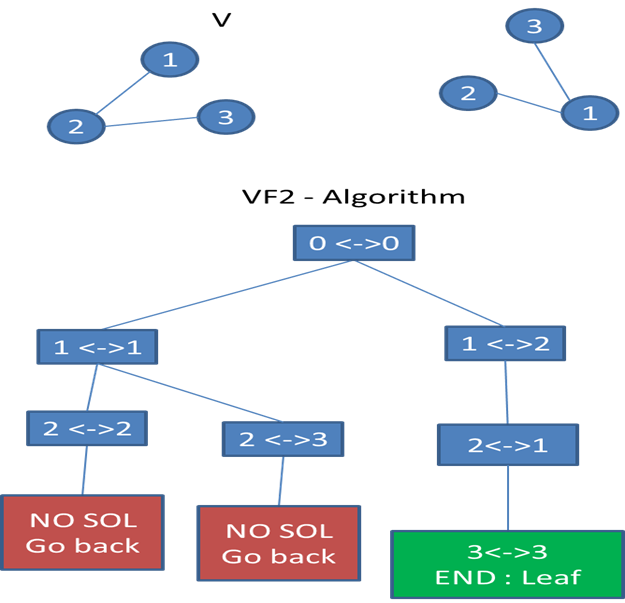 V
1
2
3
3
2
1
VF2 - Algorithm
0 <->0
1 <->1
1 <->2
2 <->2
2 <->3
2<->1
NO SOL
Go back
NO SOL
Go back
3<->3
END : Leaf